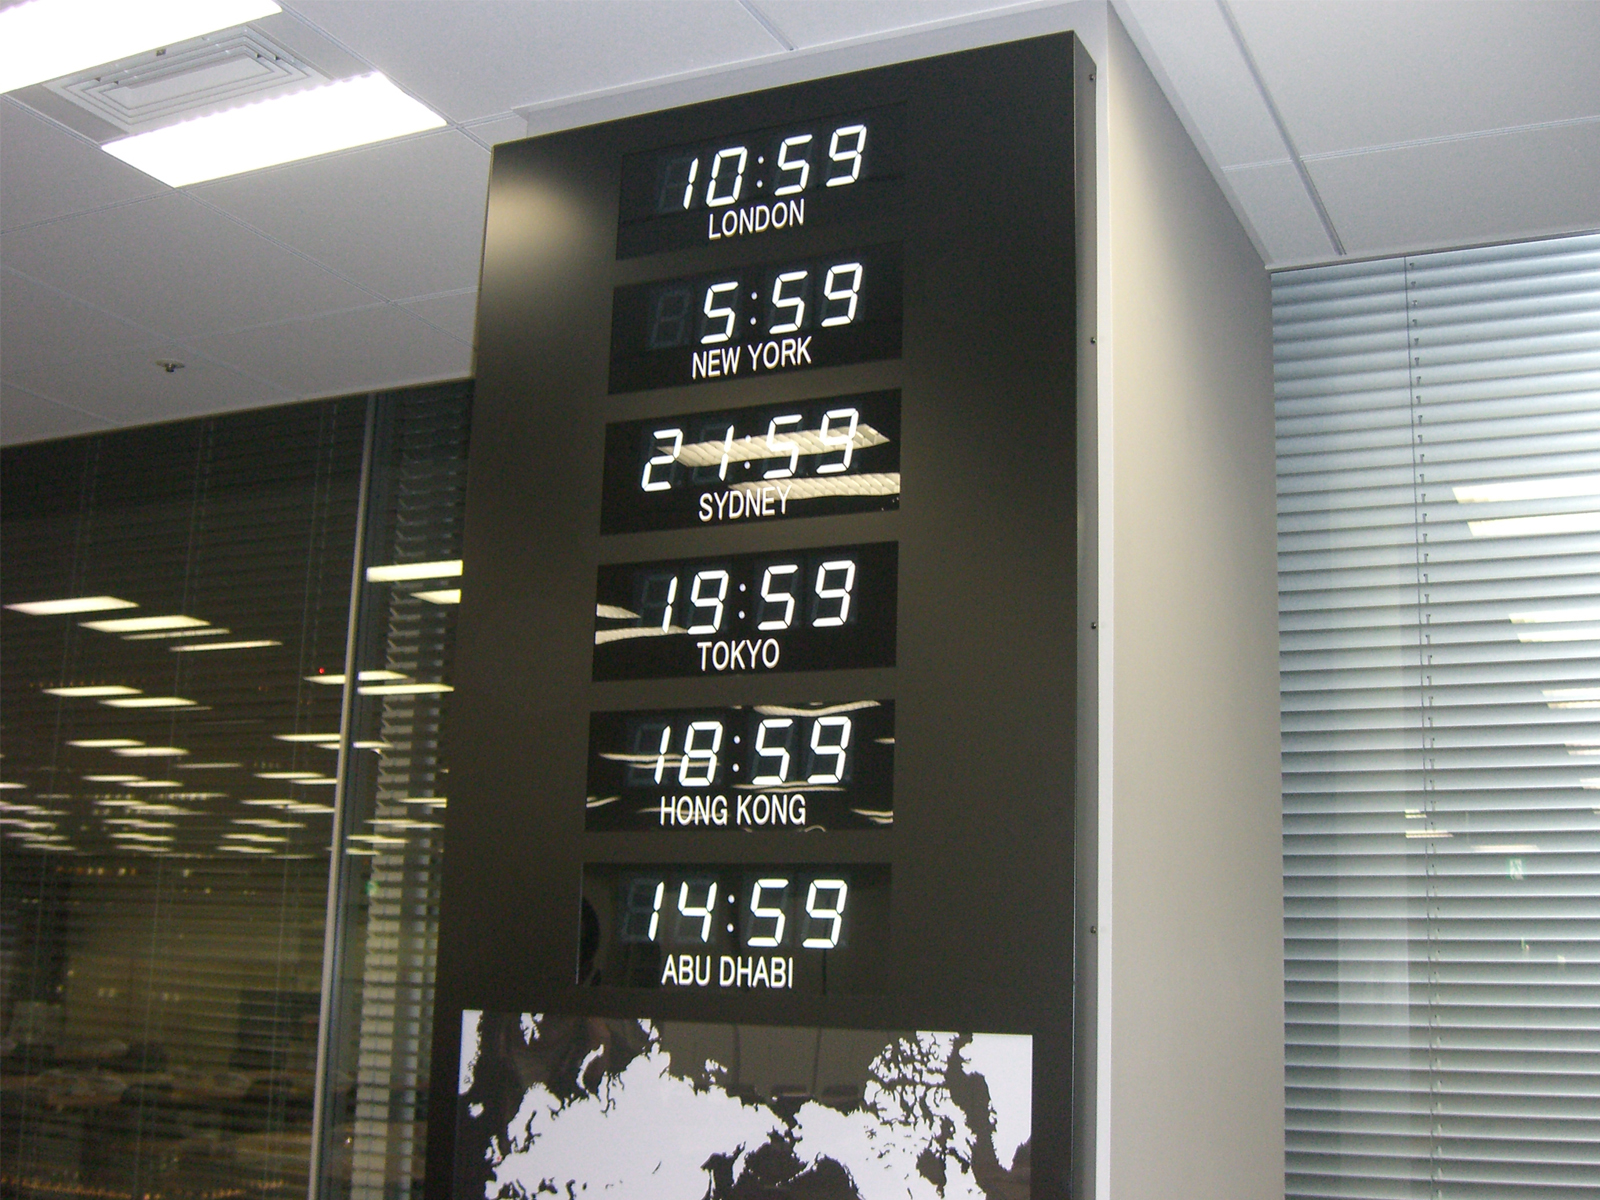 10:59
LONDON
5:59
NEW YORK
21:59
SYDNEY
19:59
TOKYO
18:59
HONG KONG
14:59
ABU DHABI